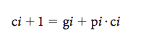 ci + 1 = gi + pi · ci